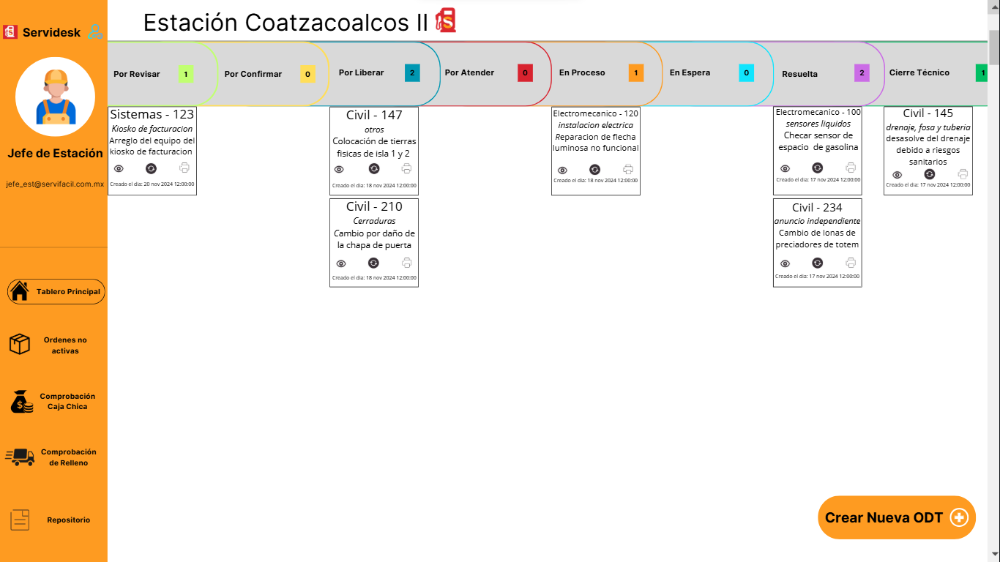 Estación Coatzacoalcos II
Servidesk
Jefe de Estación
jefe_est@servifacil.com.mx
Tablero Principal
Ordenes no
activas
Comprobación
Caja Chica
Comprobación
de Relleno
Repositorio
Por Revisar 1
Por Confirmar 0
Por Liberar 2
Por Atender 0
En Proceso 1
En Espera 0
Resuelta 2
Cierre Técnico 1
Sistemas - 123
Kiosko de facturacion
Arreglo del equipo del
kiosko de facturacion
Creado el dia: 20 nov 2024 12:00:00
Civil - 147
otros
Colocación de tierras
fisicas de isla 1 y 2
Creado el dia: 18 nov 2024 12:00:00
Civil - 210
Cerraduras
Cambio por daño de
la chapa de puerta
Creado el dia: 18 nov 2024 12:00:00
Electromecanico - 120
instalacion electrica
Reparacion de flecha
luminosa no funcional
Creado el dia: 18 nov 2024 12:00:00
Electromecanico - 100
sensores liquidos
Checar sensor de
espacio de gasolina
Creado el dia: 17 nov 2024 12:00:00
Civil - 234
anuncio independiente
Cambio de lonas de
preciadores de totem
Creado el dia: 17 nov 2024 12:00:00
Civil - 145
drenaje, fosa y tuberia
desasolve del drenaje
debido a riesgos
sanitarios
Creado el dia: 17 nov 2024 12:00:00
Crear Nueva ODT